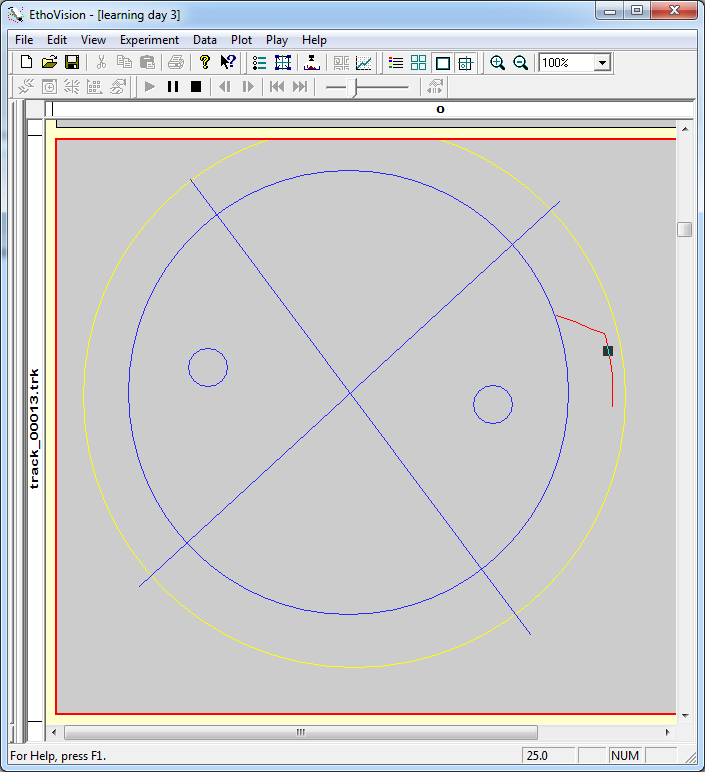 EthoVision - [learning day 3]
File Edit View Experiment Data Plot Play Help
100%
o
track_00013.trk
For Help, press F1.
25.0
NUM